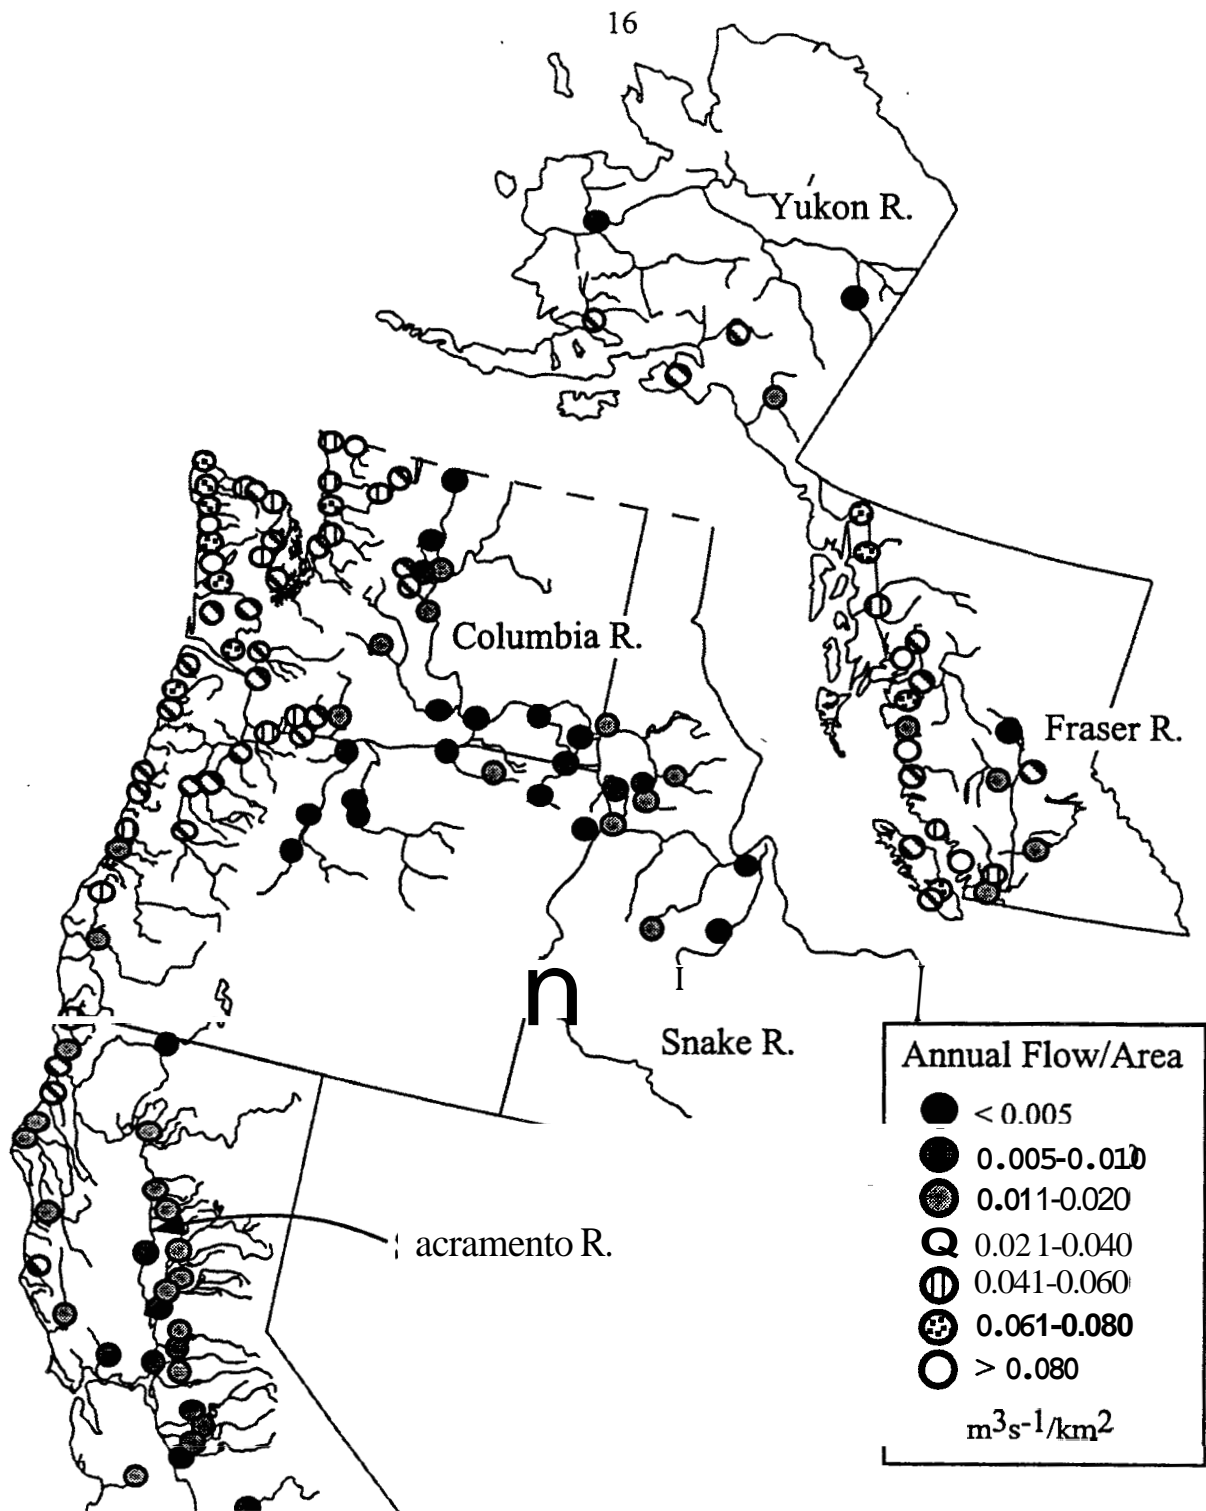 16
Yukon R.
Columbia R.
Fraser R.
n
I
Snake R.
acramento R.
Annual Flow/Area
< 0.005
0.005-0.010
0.011-0.020
0.021-0.040
0.041-0.060
0.061-0.080
> 0.080
m3s-1/km2